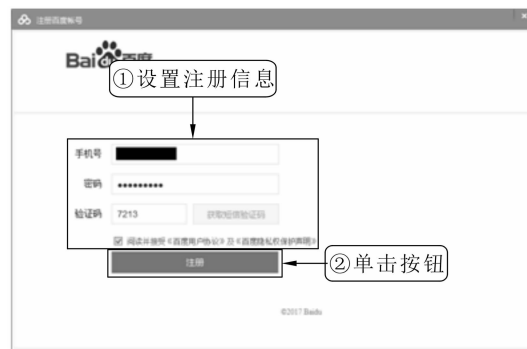 注册百度帐号
Baidu百度
①设置注册信息
手机号
密码 •••••••••
验证码 7213 获取短信验证码
阅读并接受《百度用户协议》及《百度隐私权保护声明》
注册
②单击按钮
©2017 Baidu